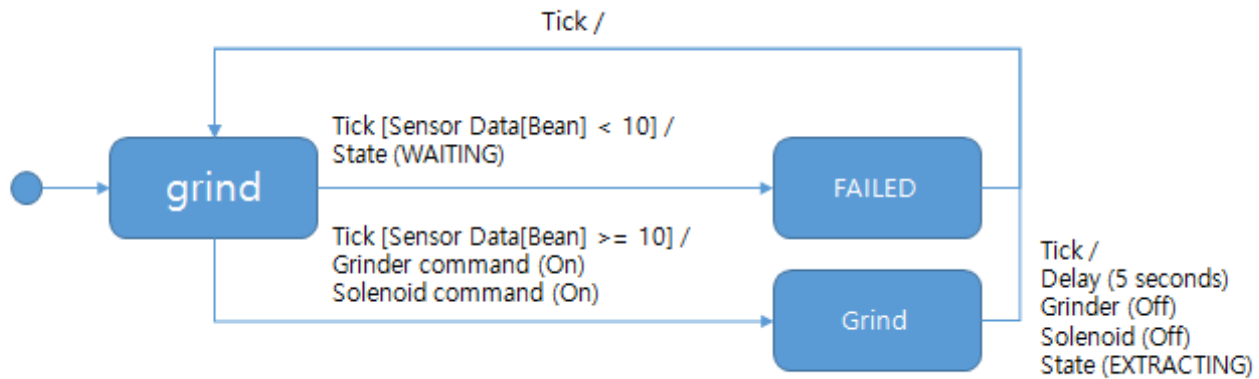 Tick /
Tick [Sensor Data[Bean] < 10] /
State (WAITING)
grind
FAILED
Tick [Sensor Data[Bean] >= 10] /
Grinder command (On)
Solenoid command (On)
Grind
Tick /
Delay (5 seconds)
Grinder (Off)
Solenoid (Off)
State (EXTRACTING)